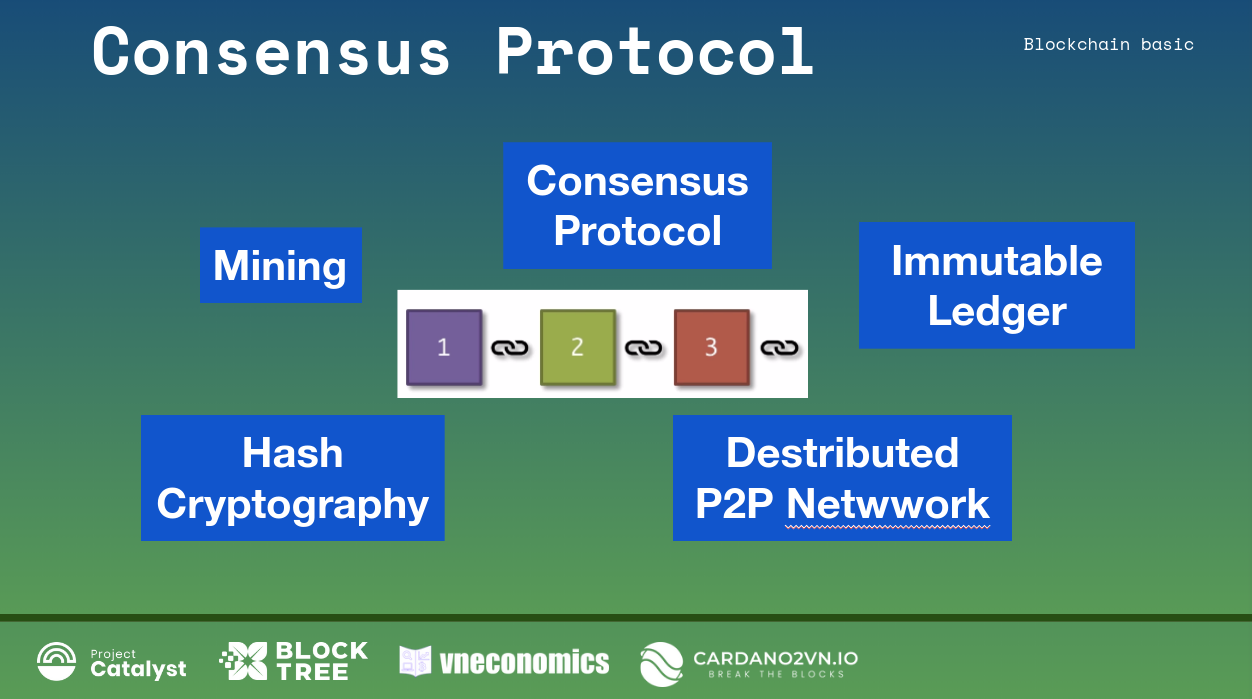 Consensus Protocol
Blockchain basic
Consensus
Protocol
Mining
Immutable
Ledger
1
2
3
Hash
Cryptography
Destributed
P2P Netwwork
Project
Catalyst
BLOCK
TREE
vneconomics
CARDANO2VN.IO
BREAK THE BLOCKS